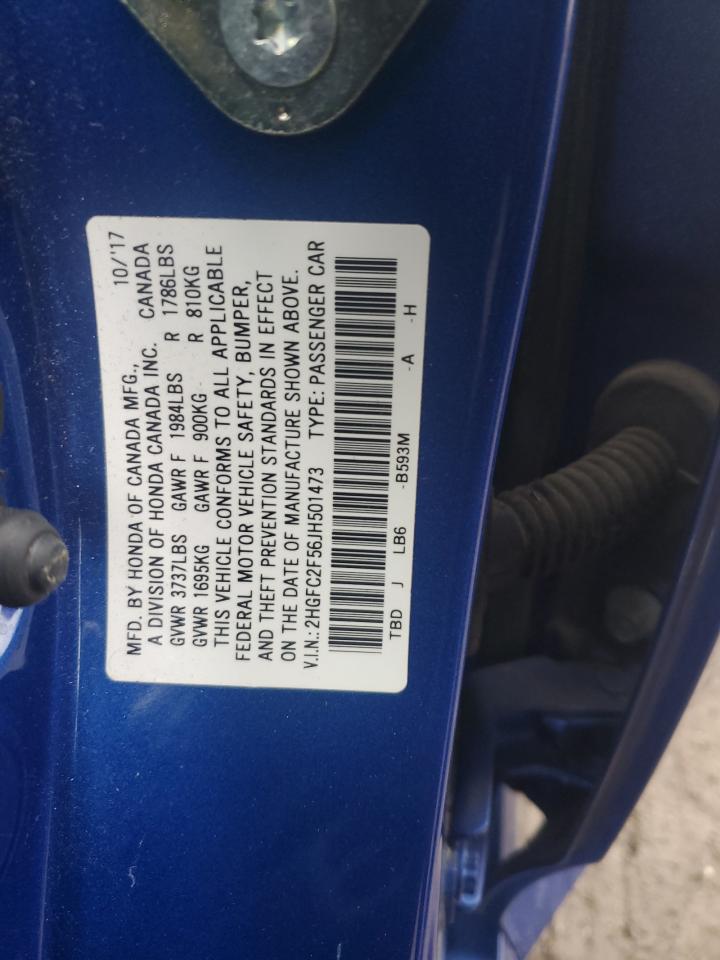 MFD. BY HONDA OF CANADA MFG., 10/'17
A DIVISION OF HONDA CANADA INC. CANADA
GVWR 3737LBS GAWR F 1984LBS R 1786LBS
GVWR 1695KG GAWR F 900KG R 810KG
THIS VEHICLE CONFORMS TO ALL APPLICABLE
FEDERAL MOTOR VEHICLE SAFETY, BUMPER,
AND THEFT PREVENTION STANDARDS IN EFFECT
ON THE DATE OF MANUFACTURE SHOWN ABOVE.
V.I.N.: 2HGFC2F56JH501473 TYPE: PASSENGER CAR
TBD J LB6 -B593M -A -H